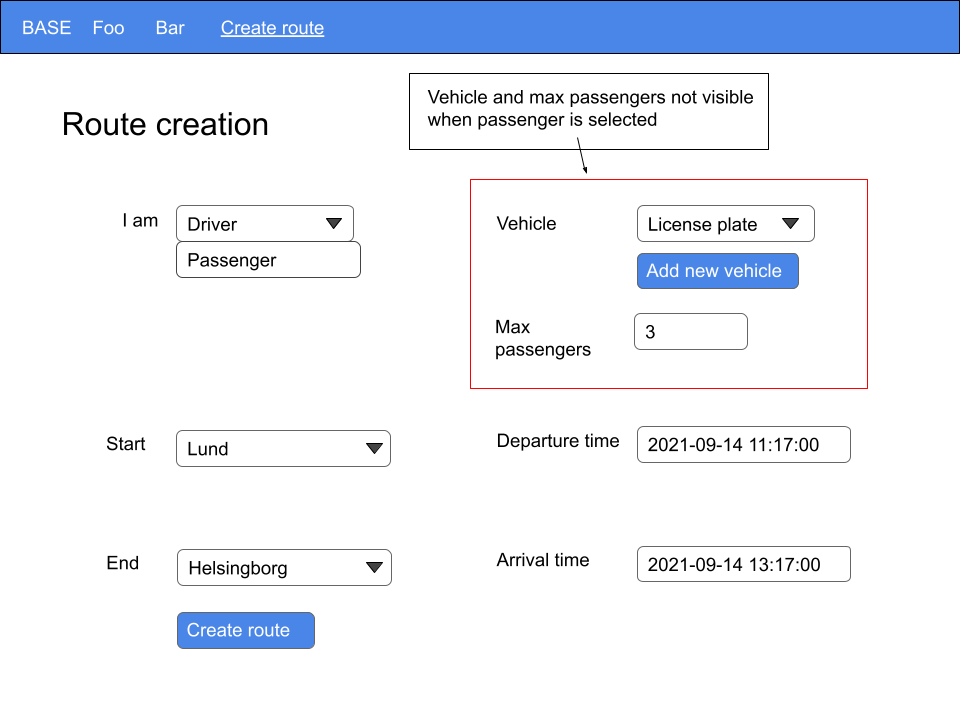 BASE Foo Bar Create route
Vehicle and max passengers not visible
when passenger is selected
Route creation
I am Driver
Passenger
Vehicle License plate
Add new vehicle
Max
passengers
3
Start Lund
Departure time 2021-09-14 11:17:00
End Helsingborg
Arrival time 2021-09-14 13:17:00
Create route